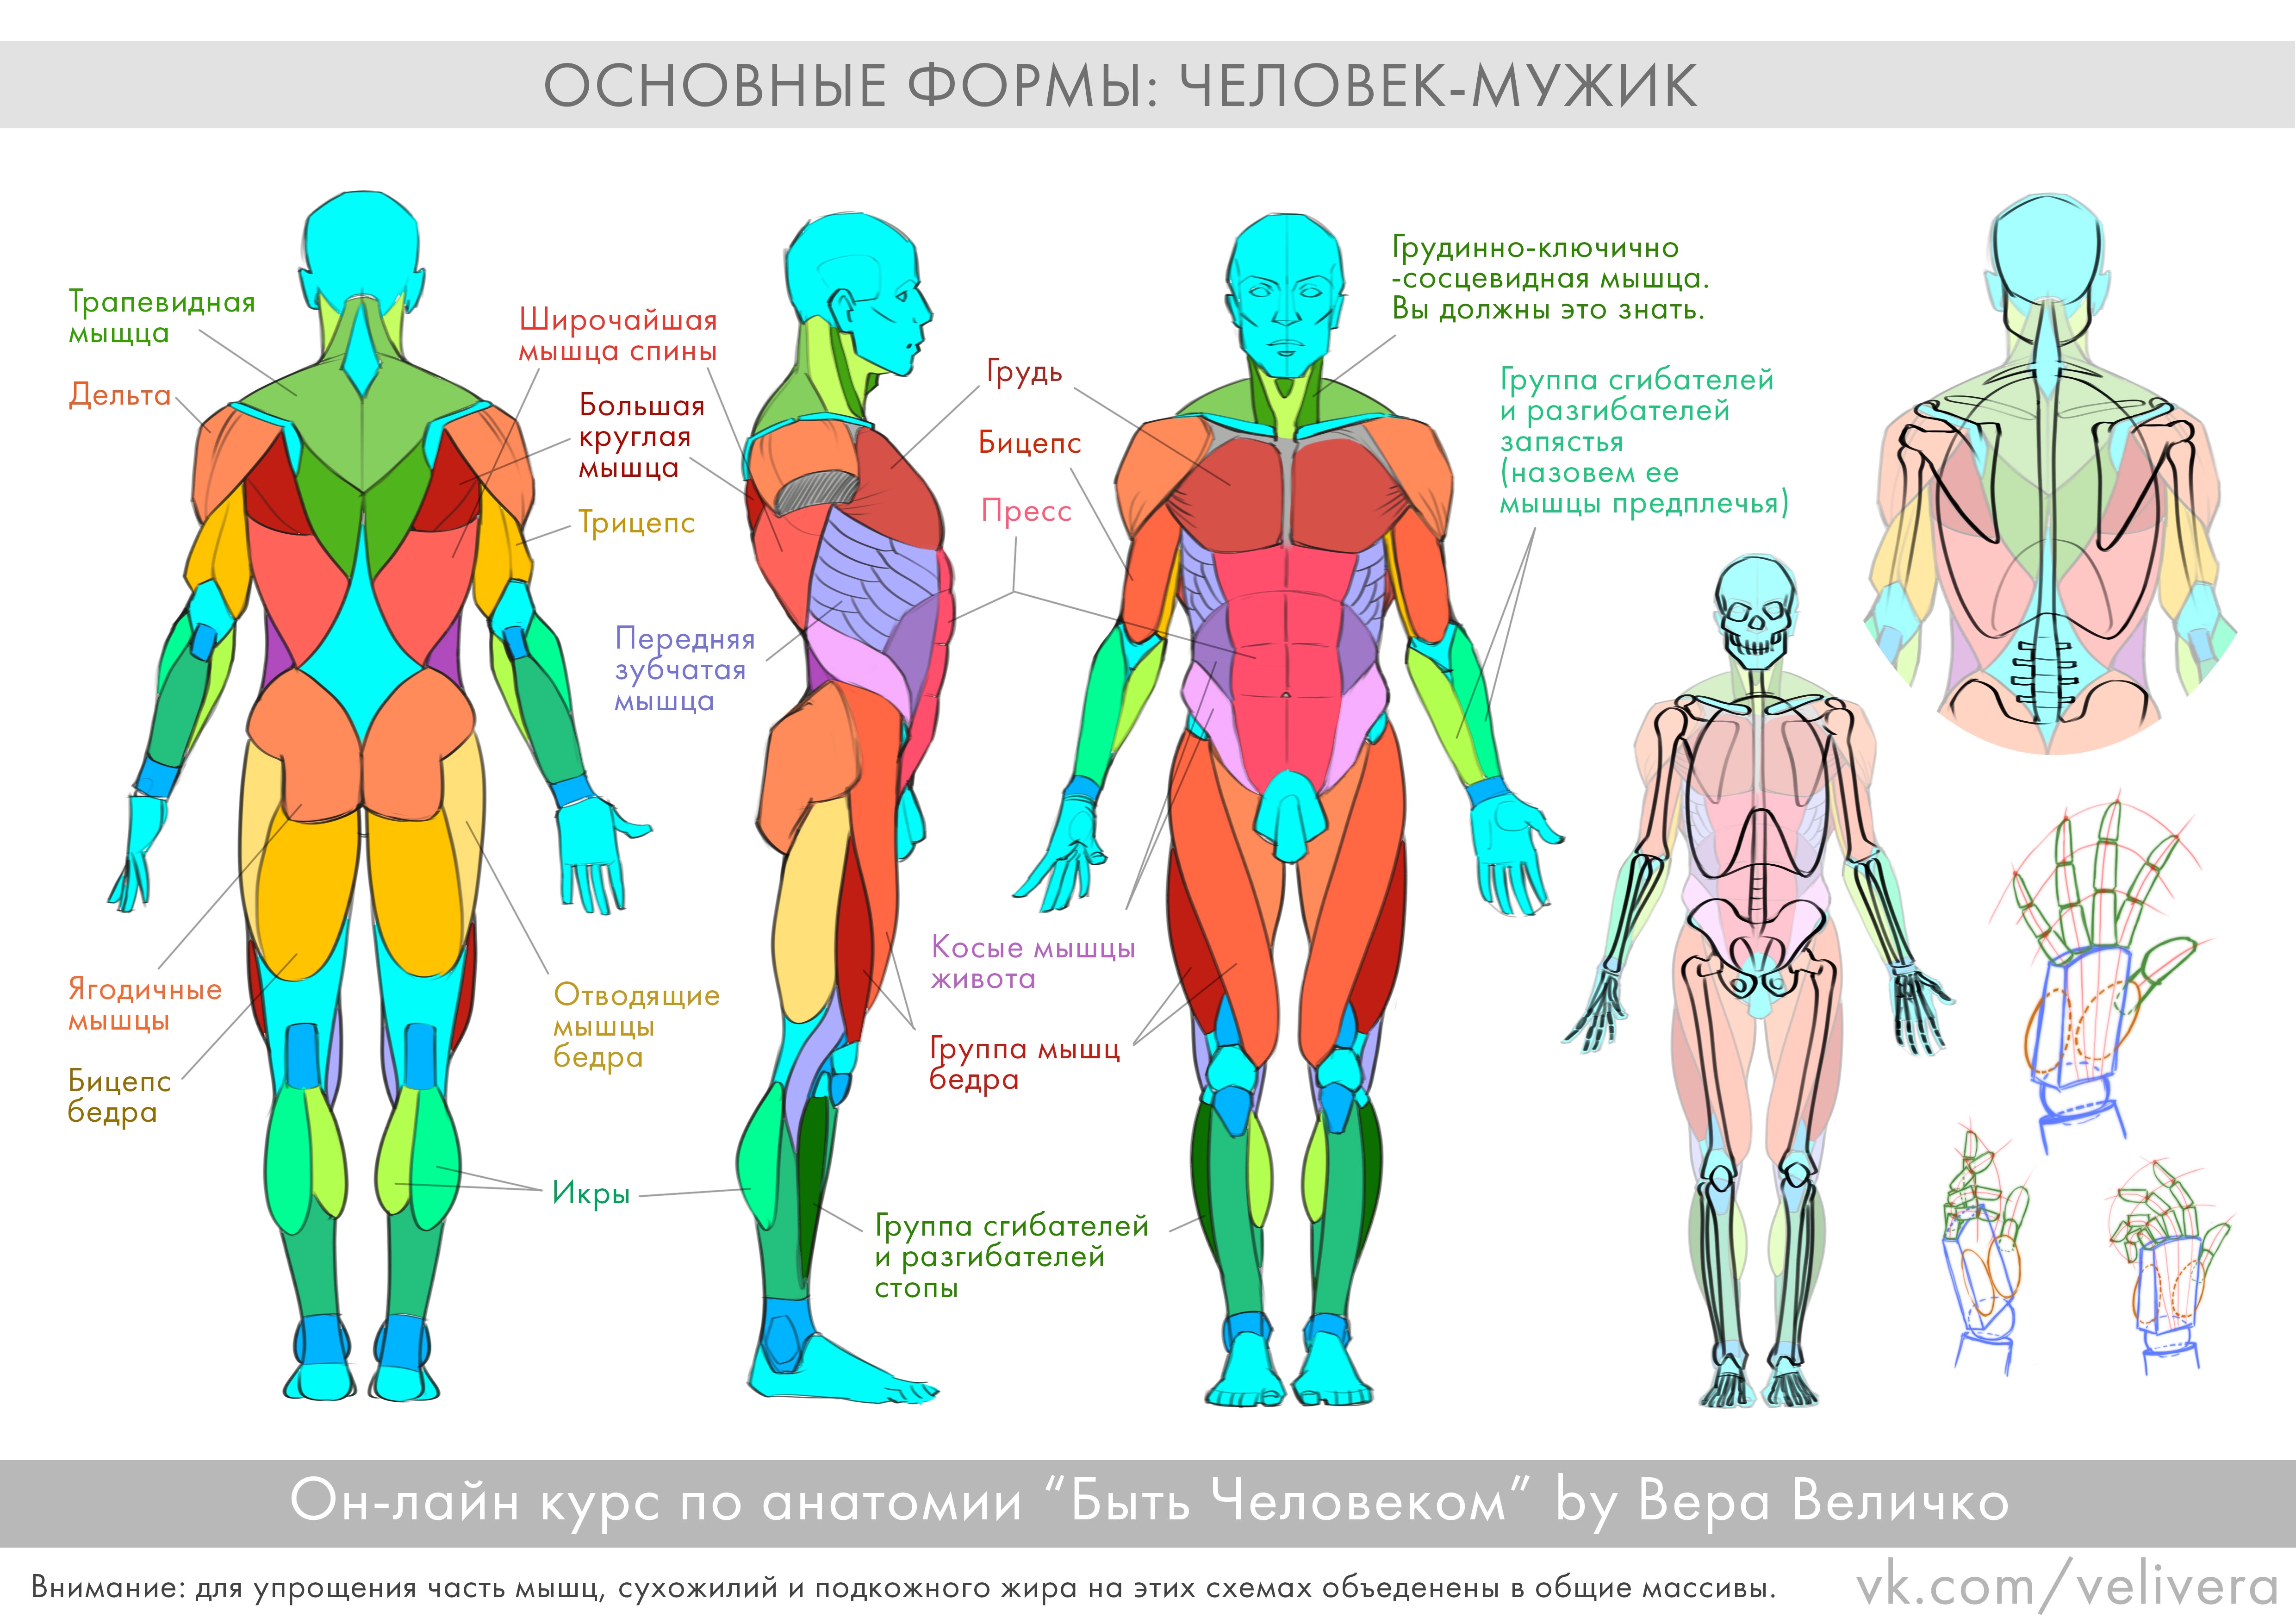 ОСНОВНЫЕ ФОРМЫ: ЧЕЛОВЕК-МУЖИК
Трапевидная
мыщца
Дельта
Широчайшая
мышца спины
Большая
круглая
мышца
Трицепс
Передняя
зубчатая
мышца
Грудь
Бицепс
Пресс
Грудинно-ключично
-сосцевидная мышца.
Вы должны это знать.
Группа сгибателей
и разгибателей
запястья
(назовем ее
мышцы предплечья)
Ягодичные
мышцы
Бицепс
бедра
Отводящие
мышцы
бедра
Косые мышцы
живота
Группа мышц
бедра
Икры
Группа сгибателей
и разгибателей
стопы
Он-лайн курс по анатомии “Быть Человеком” by Вера Величко
Внимание: для упрощения часть мышц, сухожилий и подкожного жира на этих схемах объеденены в общие массивы.
vk.com/velivera